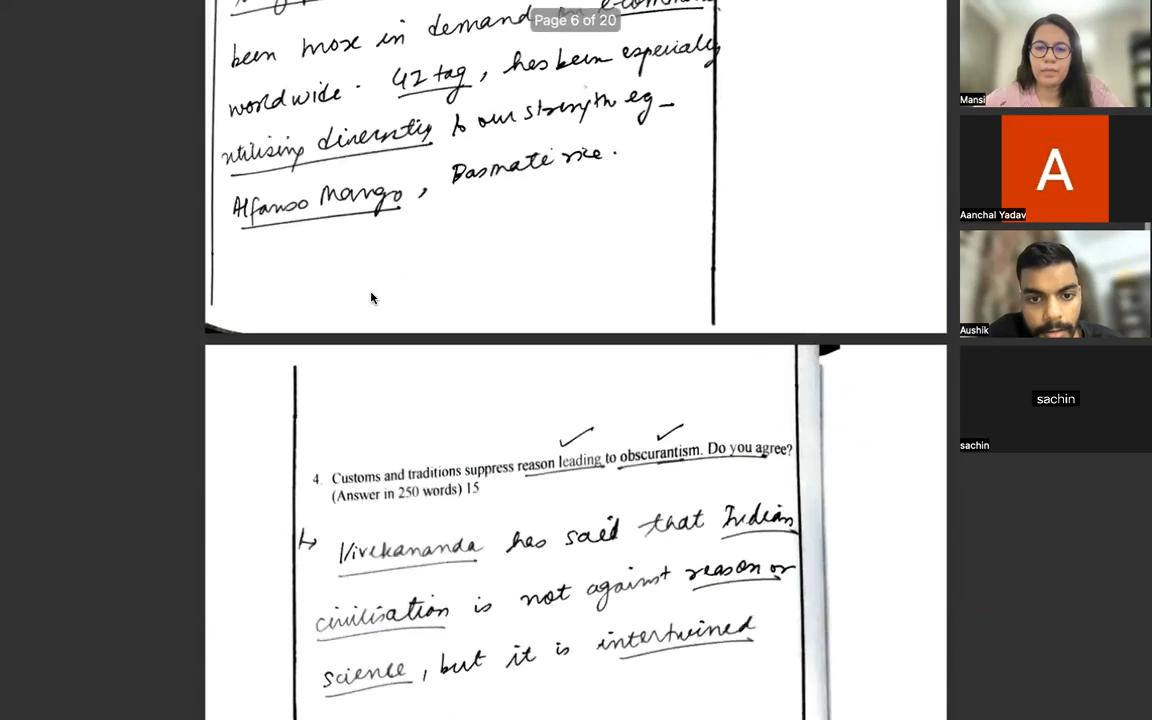 Page 6 of 20
been more in demand
worldwide. GI tag, has been especially
utilising diversity to our strength eg-
Alfanso Mango, Basmati rice.
4. Customs and traditions suppress reason leading to obscurantism. Do you agree?
(Answer in 250 words) 15
Vivekananda has said that Indian
civilisation is not against reason or
science, but it is intertwined
Mansi
A
Aanchal Yadav
Aushik
sachin
sachin